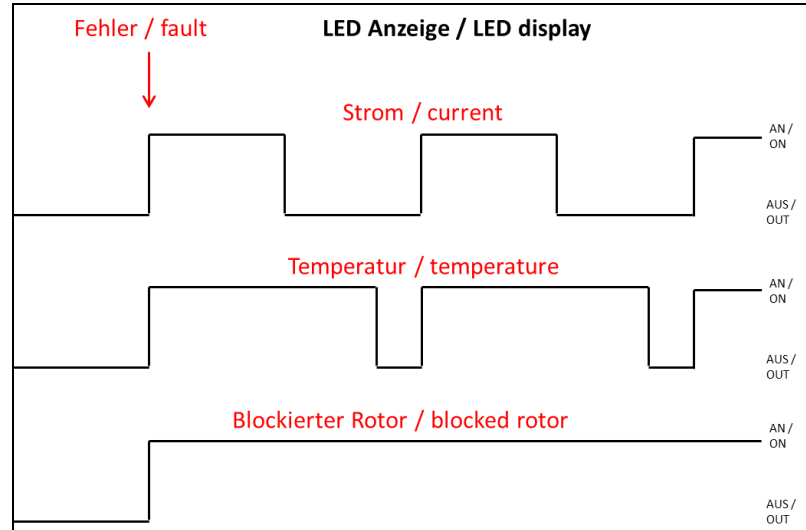 Fehler / fault
LED Anzeige / LED display
Strom / current
AN /
ON
AUS /
OUT
Temperatur / temperature
AN /
ON
AUS /
OUT
Blockierter Rotor / blocked rotor
AN /
ON
AUS /
OUT